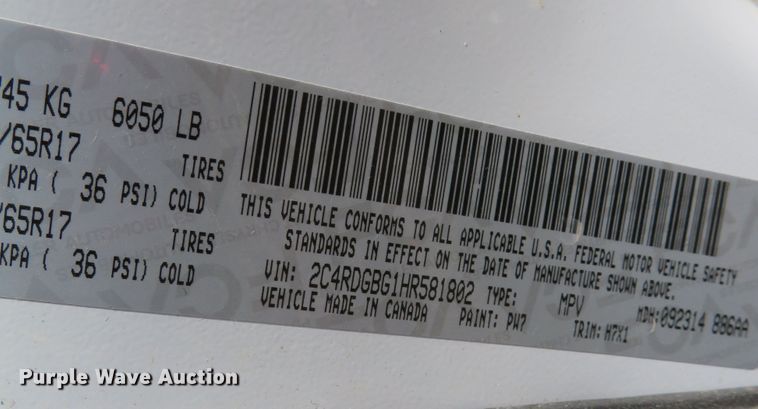 745 KG 6050 LB
/65R17 TIRES
KPA ( 36 PSI) COLD
/65R17 TIRES
KPA ( 36 PSI) COLD
THIS VEHICLE CONFORMS TO ALL APPLICABLE U.S.A. FEDERAL MOTOR VEHICLE SAFETY
STANDARDS IN EFFECT ON THE DATE OF MANUFACTURE SHOWN ABOVE.
VIN: 2C4RDGBG1HR581802 TYPE: MPV MDH:092314 886AA
VEHICLE MADE IN CANADA PAINT: PW7 TRIM: H7X1
Purple Wave Auction